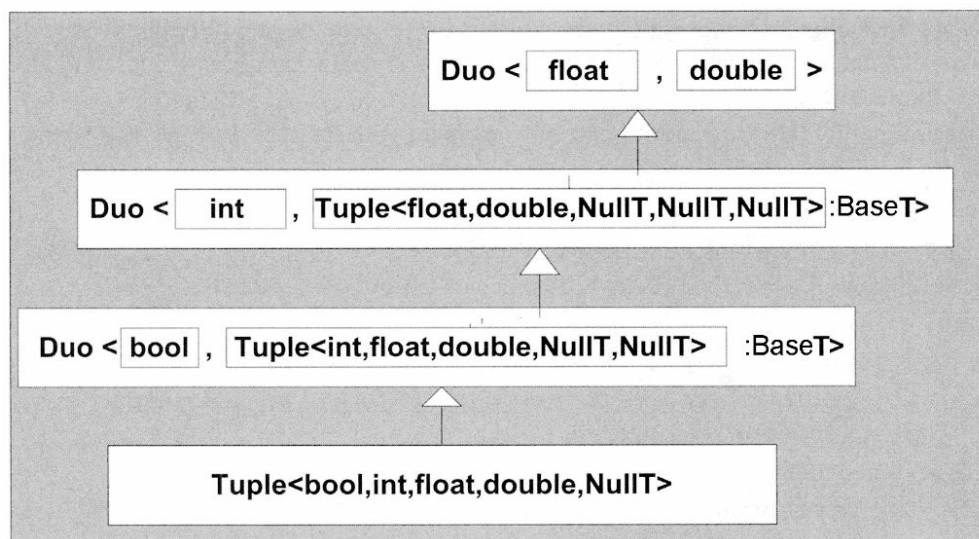 Duo < float , double >
Duo < int , Tuple<float,double,NullT,NullT,NullT>:BaseT>
Duo < bool , Tuple<int,float,double,NullT,NullT> :BaseT>
Tuple<bool,int,float,double,NullT>